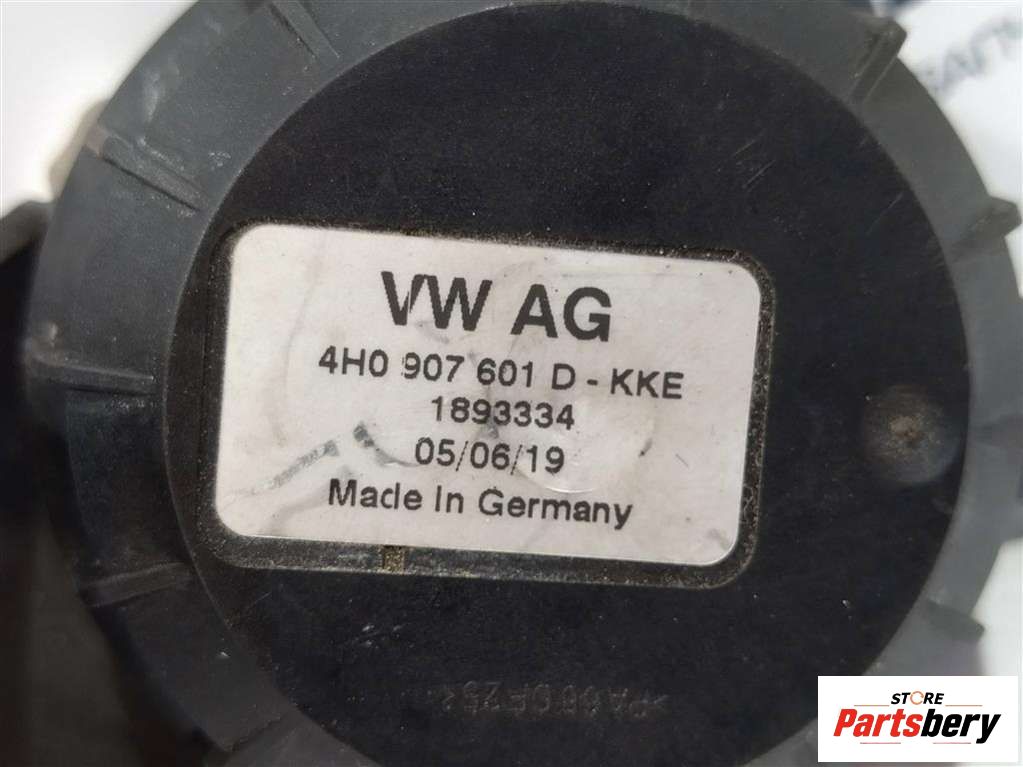 VW AG
4H0 907 601 D - KKE
1893334
05/06/19
Made In Germany
STORE
Partsbery